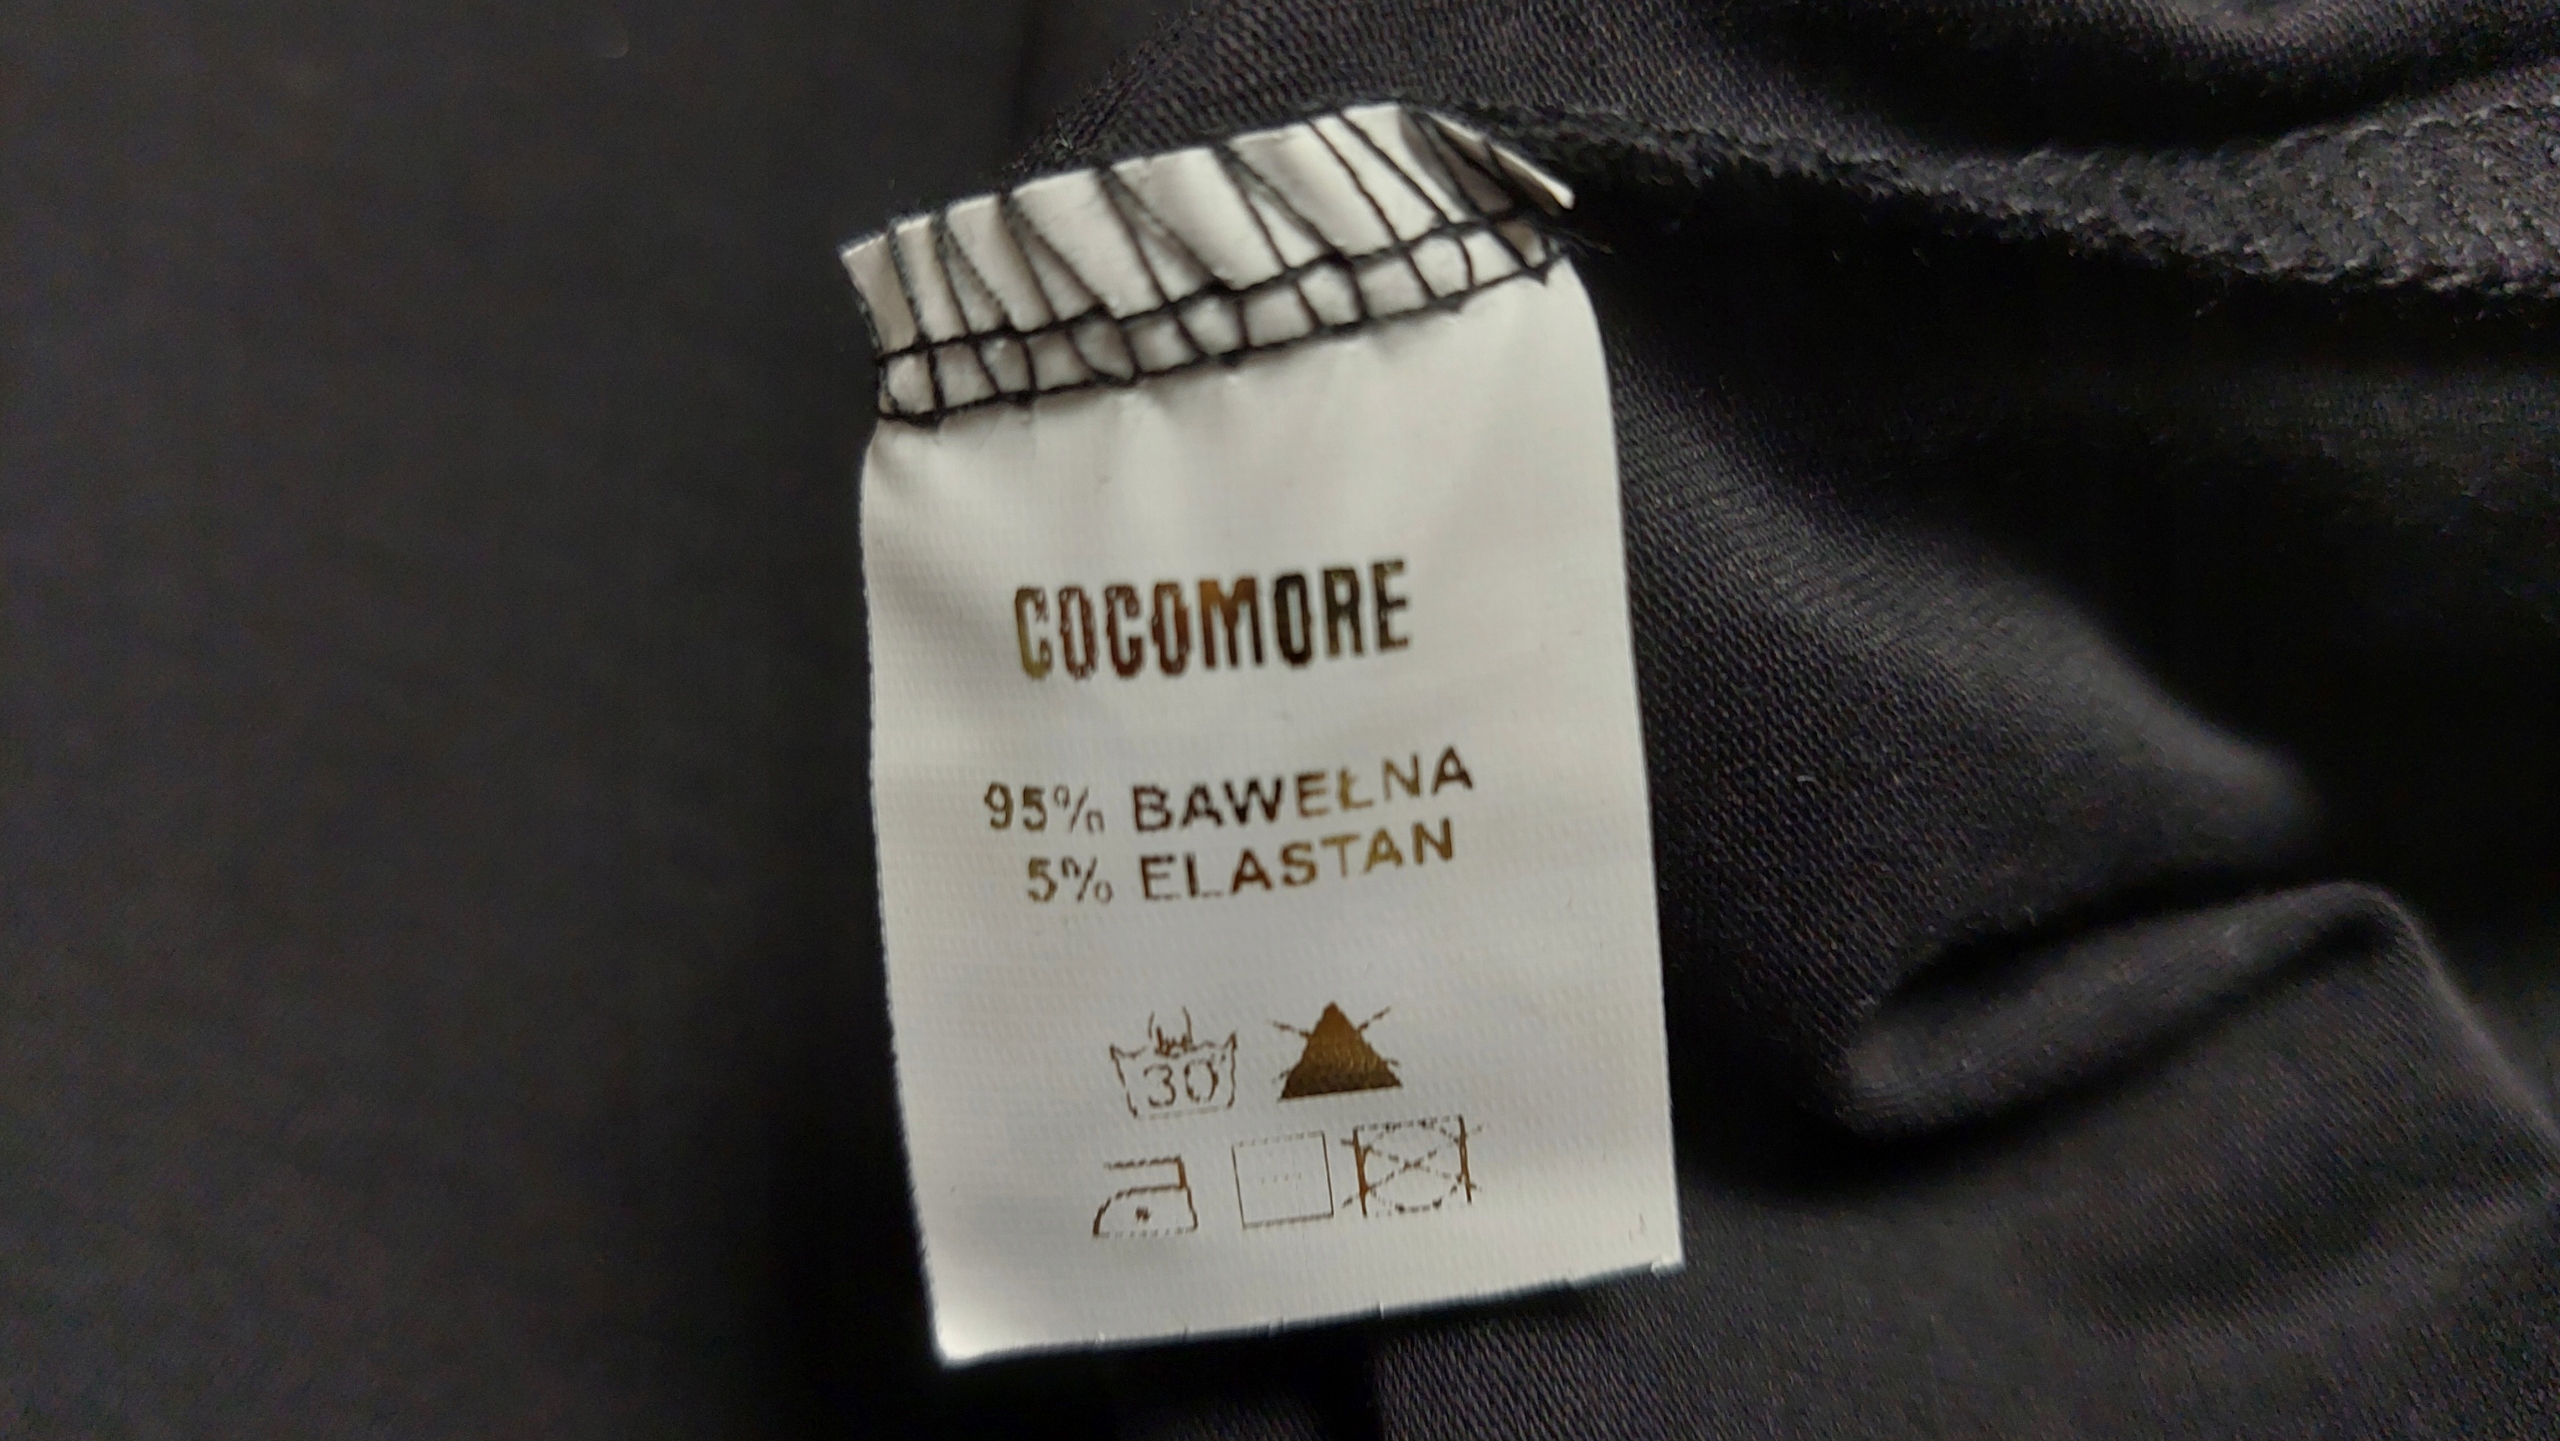 COCOMORE
95% BAWEŁNA
5% ELASTAN
30